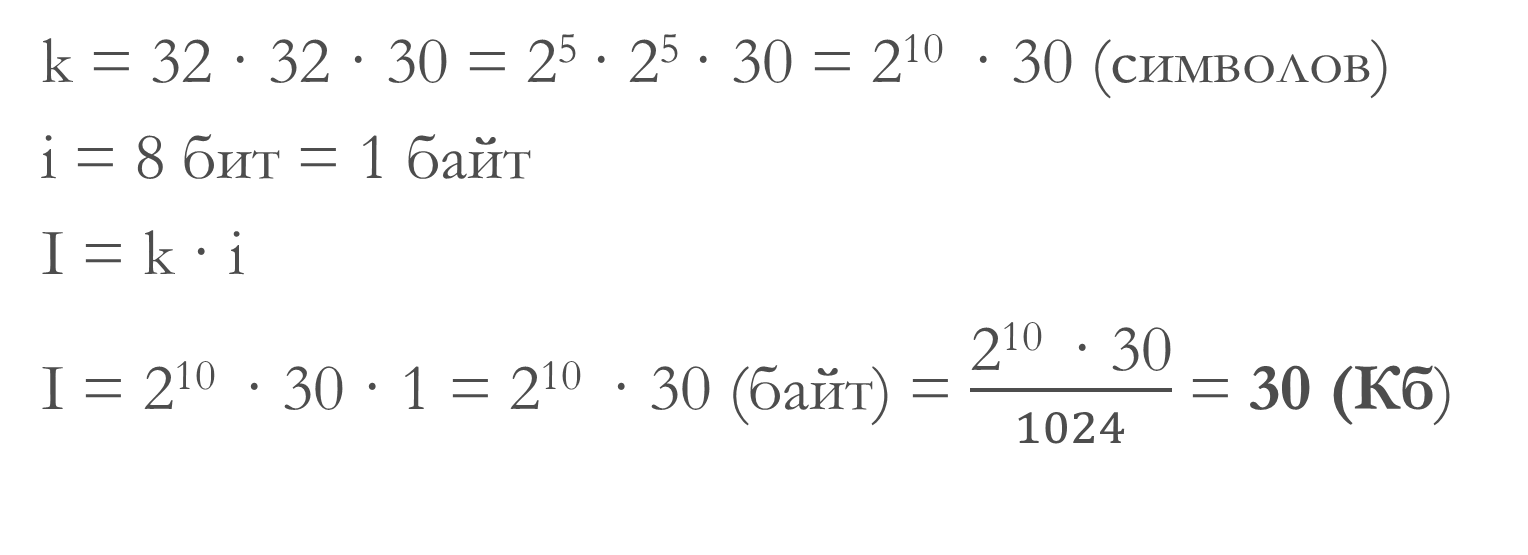 k = 32 · 32 · 30 = 2⁵ · 2⁵ · 30 = 2¹⁰ · 30 (символов)
i = 8 бит = 1 байт
I = k · i
I = 2¹⁰ · 30 · 1 = 2¹⁰ · 30 (байт) = (2¹⁰ · 30)/1024 = 30 (Кб)